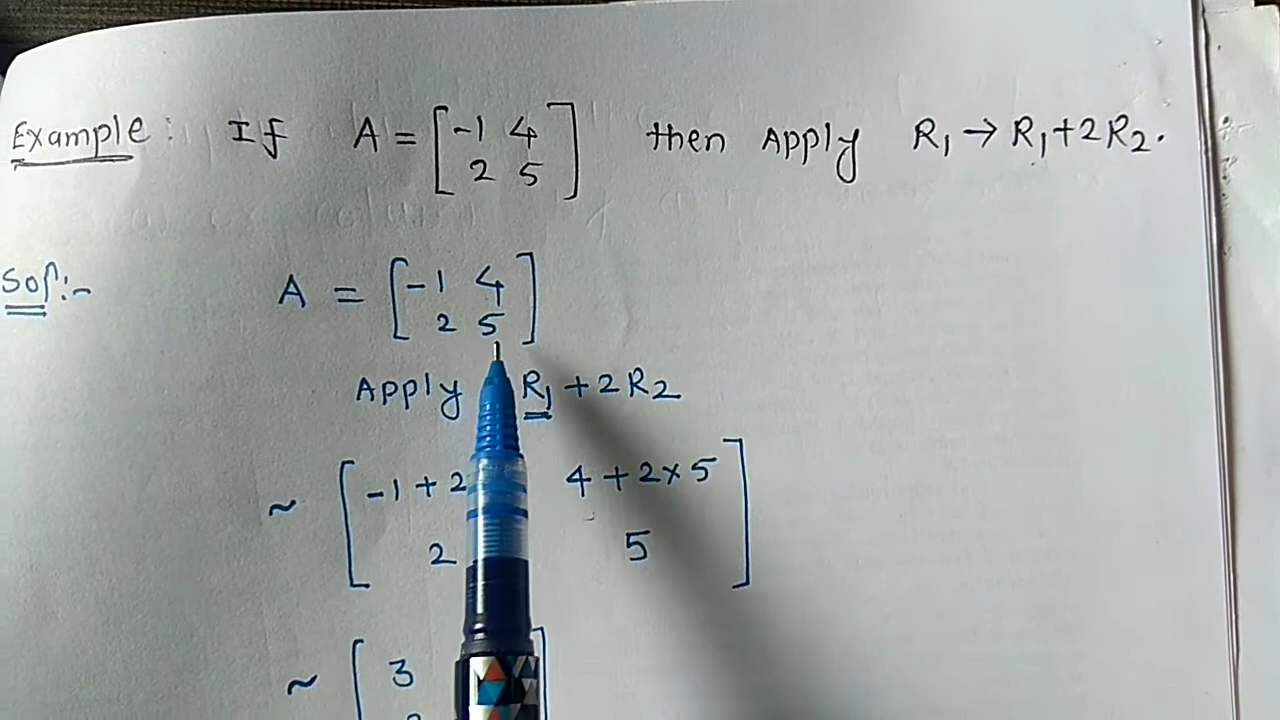 Example: If A = [-1 4
2 5] then Apply R₁ → R₁+2R₂.
Sol:-
A = [-1 4
2 5]
Apply R₁ + 2R₂
~ [-1 + 2 4 + 2×5
2 5]
~ [3